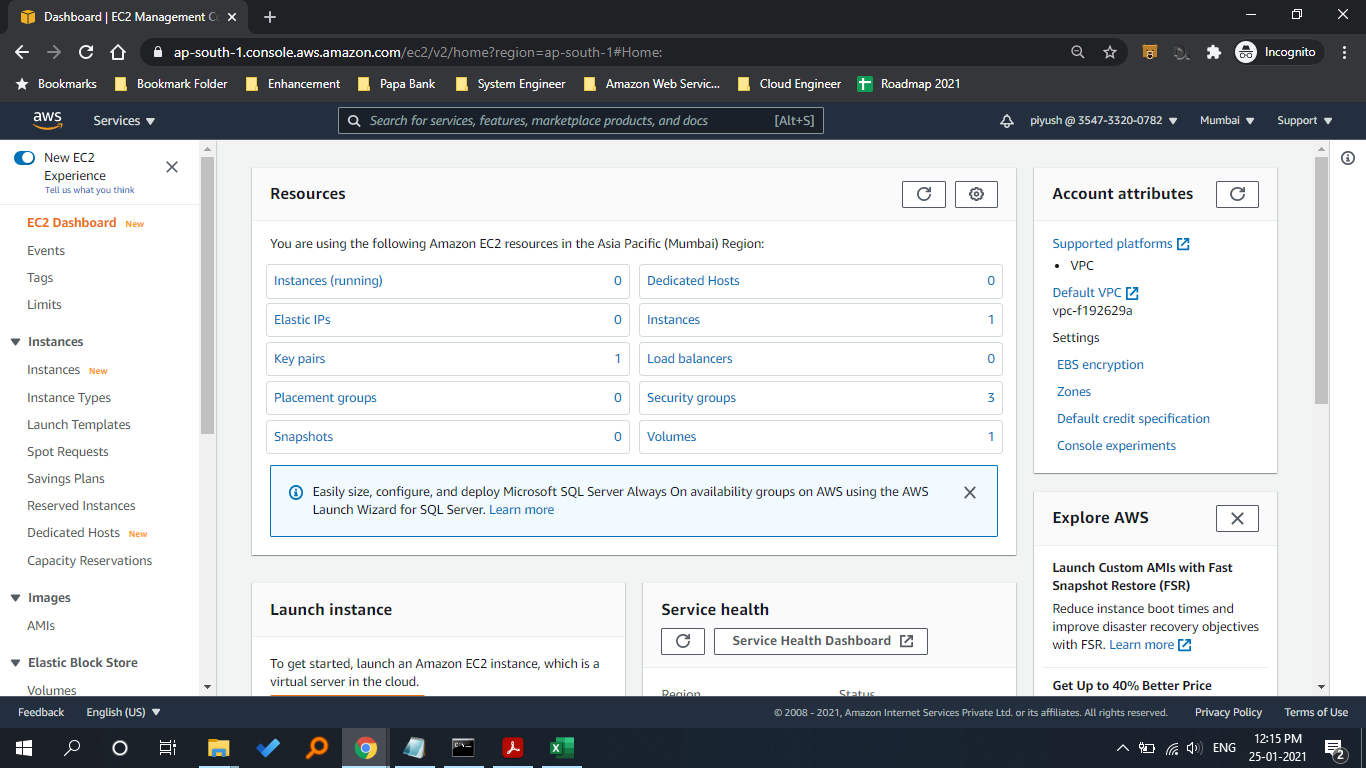 Dashboard | EC2 Management Co
ap-south-1.console.aws.amazon.com/ec2/v2/home?region=ap-south-1#Home:
Incognito
Bookmarks
Bookmark Folder
Enhancement
Papa Bank
System Engineer
Amazon Web Servic...
Cloud Engineer
Roadmap 2021
aws
Services
Search for services, features, marketplace products, and docs
[Alt+S]
piyush @ 3547-3320-0782
Mumbai
Support
New EC2
Experience
Tell us what you think
EC2 Dashboard New
Events
Tags
Limits
Instances
Instances New
Instance Types
Launch Templates
Spot Requests
Savings Plans
Reserved Instances
Dedicated Hosts New
Capacity Reservations
Images
AMIs
Elastic Block Store
Volumes
Resources
You are using the following Amazon EC2 resources in the Asia Pacific (Mumbai) Region:
Instances (running) 0
Dedicated Hosts 0
Elastic IPs 0
Instances 1
Key pairs 1
Load balancers 0
Placement groups 0
Security groups 3
Snapshots 0
Volumes 1
Easily size, configure, and deploy Microsoft SQL Server Always On availability groups on AWS using the AWS
Launch Wizard for SQL Server. Learn more
Launch instance
To get started, launch an Amazon EC2 instance, which is a
virtual server in the cloud.
Service health
Service Health Dashboard
Region
Status
Account attributes
Supported platforms
• VPC
Default VPC
vpc-f192629a
Settings
EBS encryption
Zones
Default credit specification
Console experiments
Explore AWS
Launch Custom AMIs with Fast
Snapshot Restore (FSR)
Reduce instance boot times and
improve disaster recovery objectives
with FSR. Learn more
Get Up to 40% Better Price
Feedback
English (US)
© 2008 - 2021, Amazon Internet Services Private Ltd. or its affiliates. All rights reserved.
Privacy Policy
Terms of Use
ENG
12:15 PM
25-01-2021
2